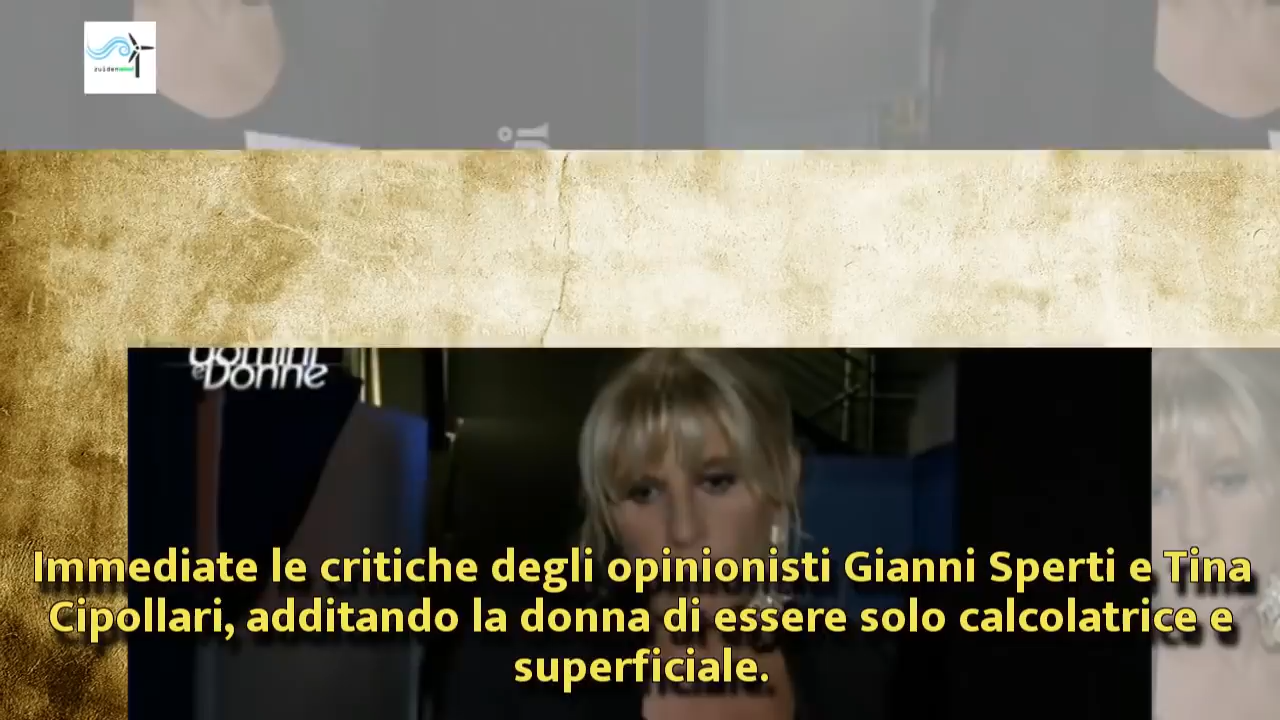 zuidenwind
uomini
e Donne
Immediate le critiche degli opinionisti Gianni Sperti e Tina
Cipollari, additando la donna di essere solo calcolatrice e
superficiale.